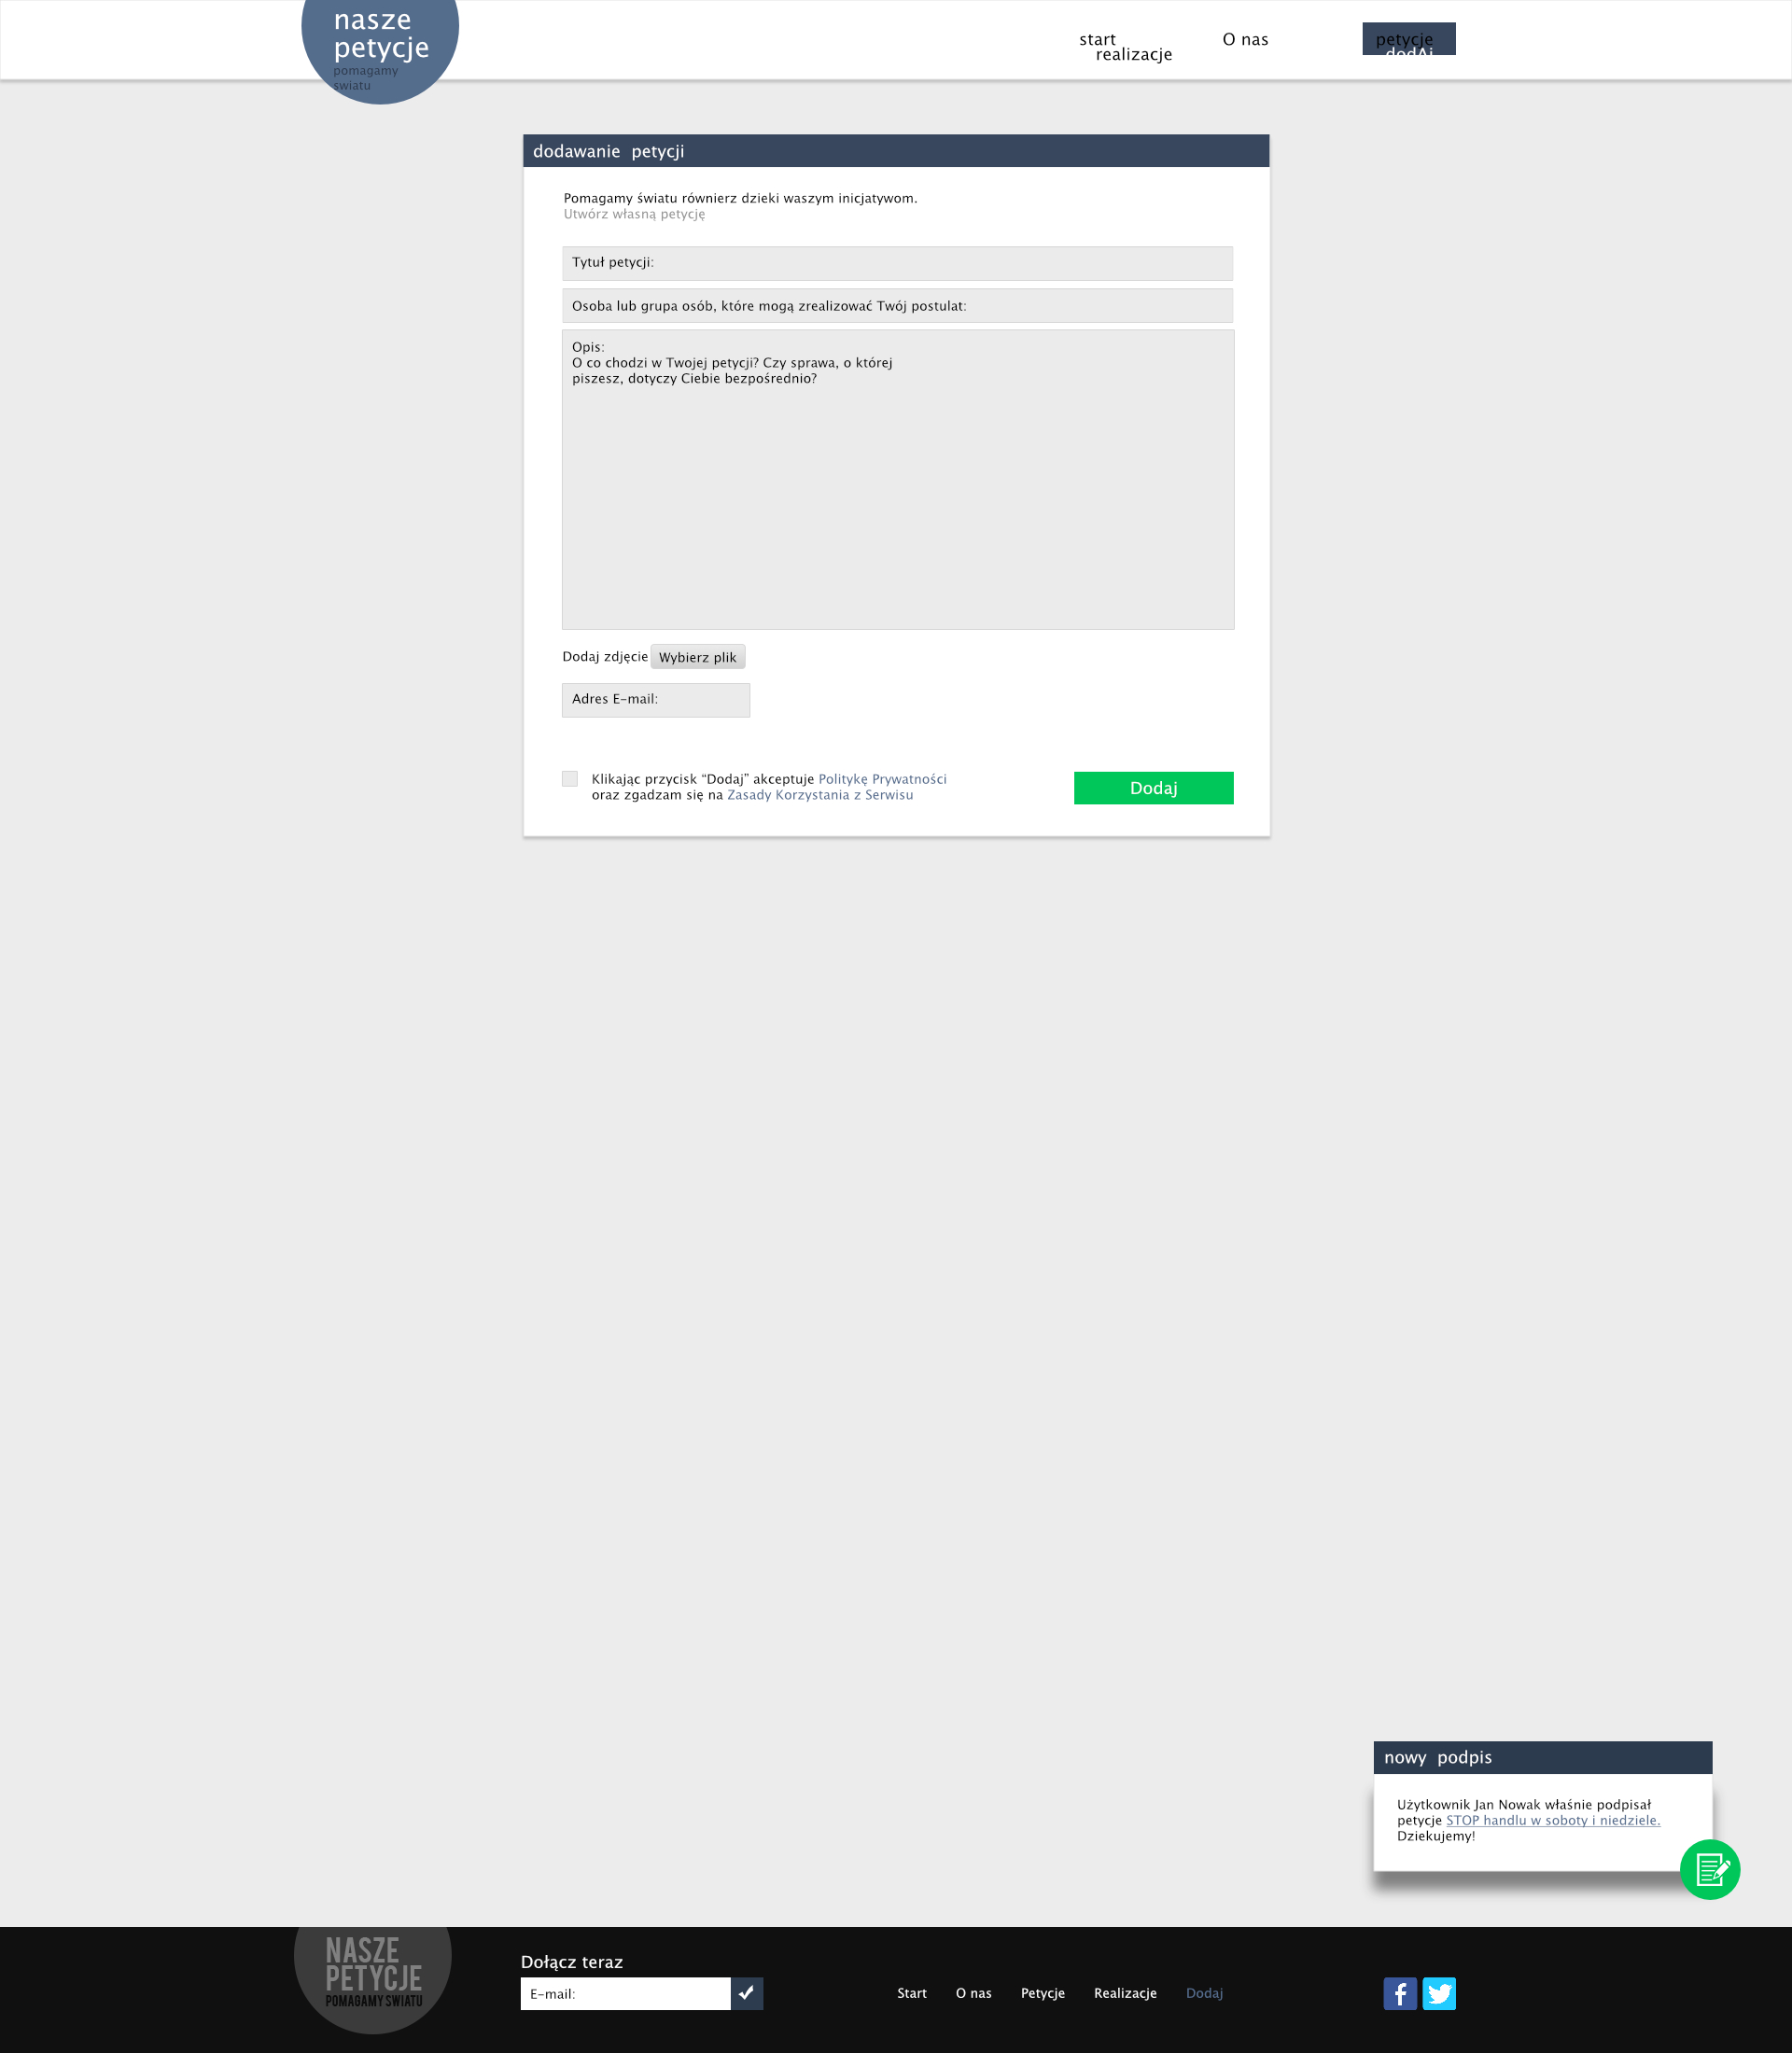 nasze
petycje
pomagamy
swiatu
start
realizacje
O nas
petycje
dodAj
dodawanie petycji
Pomagamy światu równierz dzieki waszym inicjatywom.
Utwórz własną petycję
Tytuł petycji:
Osoba lub grupa osób, które mogą zrealizować Twój postulat:
Opis:
O co chodzi w Twojej petycji? Czy sprawa, o której
piszesz, dotyczy Ciebie bezpośrednio?
Dodaj zdjęcie Wybierz plik
Adres E-mail:
Klikając przycisk “Dodaj” akceptuje Politykę Prywatności
oraz zgadzam się na Zasady Korzystania z Serwisu
Dodaj
nowy podpis
Użytkownik Jan Nowak właśnie podpisał
petycje STOP handlu w soboty i niedziele.
Dziekujemy!
NASZE
PETYCJE
POMAGAMY SWIATU
Dołącz teraz
E-mail:
Start O nas Petycje Realizacje Dodaj